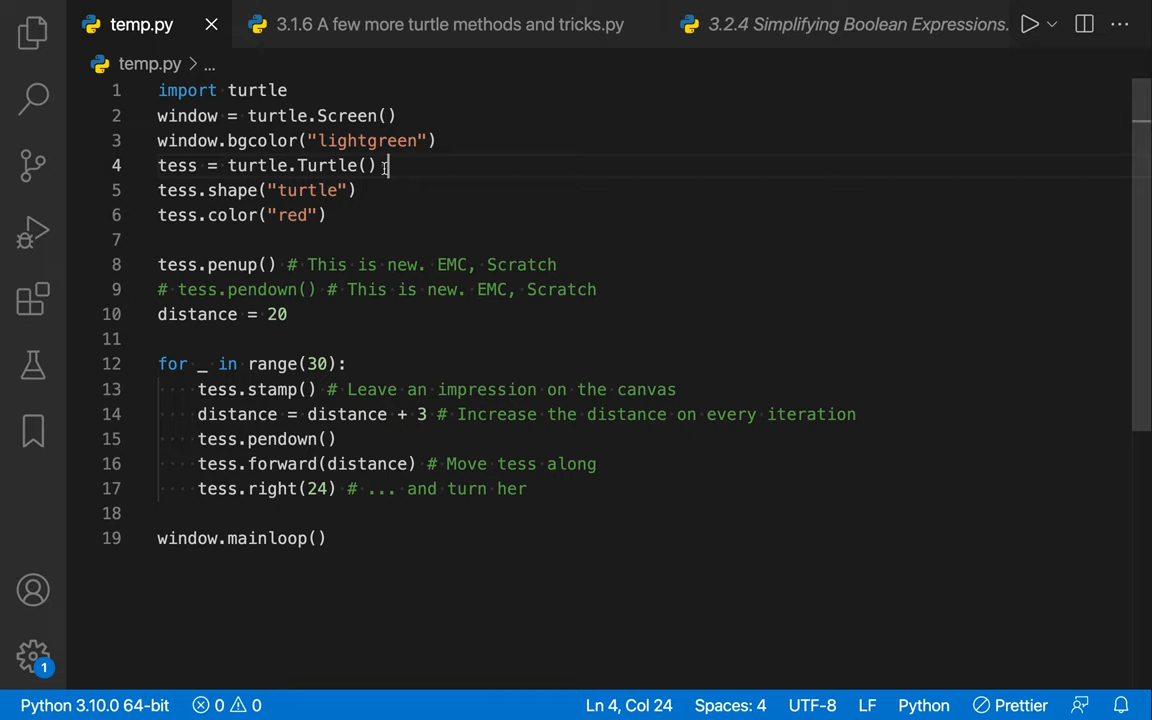 temp.py
3.1.6 A few more turtle methods and tricks.py
3.2.4 Simplifying Boolean Expressions.
temp.py > ...
1 import turtle
2 window = turtle.Screen()
3 window.bgcolor("lightgreen")
4 tess = turtle.Turtle()
5 tess.shape("turtle")
6 tess.color("red")
7
8 tess.penup() # This is new. EMC, Scratch
9 # tess.pendown() # This is new. EMC, Scratch
10 distance = 20
11
12 for _ in range(30):
13 tess.stamp() # Leave an impression on the canvas
14 distance = distance + 3 # Increase the distance on every iteration
15 tess.pendown()
16 tess.forward(distance) # Move tess along
17 tess.right(24) # ... and turn her
18
19 window.mainloop()
1
Python 3.10.0 64-bit 0 0 Ln 4, Col 24 Spaces: 4 UTF-8 LF Python Prettier